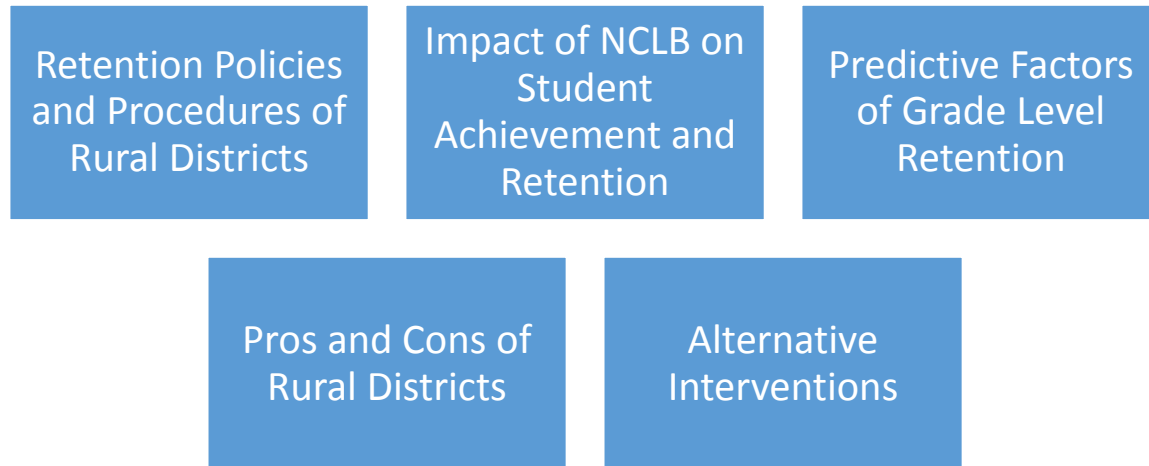 Retention Policies
and Procedures of
Rural Districts
Impact of NCLB on
Student
Achievement and
Retention
Predictive Factors
of Grade Level
Retention
Pros and Cons of
Rural Districts
Alternative
Interventions